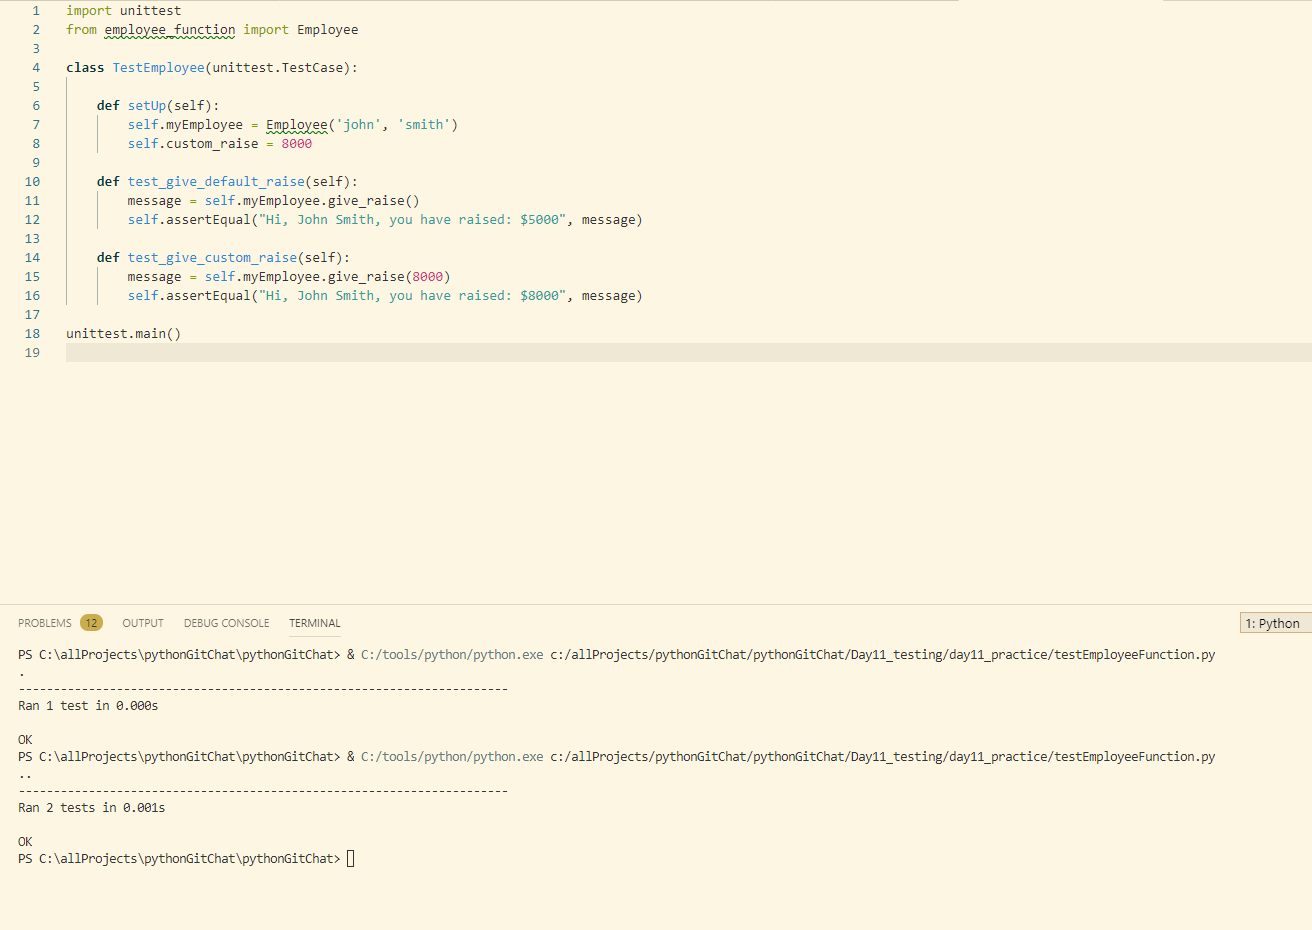 1 import unittest
2 from employee_function import Employee
3
4 class TestEmployee(unittest.TestCase):
5
6     def setUp(self):
7         self.myEmployee = Employee('john', 'smith')
8         self.custom_raise = 8000
9
10     def test_give_default_raise(self):
11         message = self.myEmployee.give_raise()
12         self.assertEqual("Hi, John Smith, you have raised: $5000", message)
13
14     def test_give_custom_raise(self):
15         message = self.myEmployee.give_raise(8000)
16         self.assertEqual("Hi, John Smith, you have raised: $8000", message)
17
18 unittest.main()
19
PROBLEMS 12 OUTPUT DEBUG CONSOLE TERMINAL 1: Python
PS C:\allProjects\pythonGitChat\pythonGitChat> & C:/tools/python/python.exe c:/allProjects/pythonGitChat/pythonGitChat/Day11_testing/day11_practice/testEmployeeFunction.py
.
----------------------------------------------------------------------
Ran 1 test in 0.000s
OK
PS C:\allProjects\pythonGitChat\pythonGitChat> & C:/tools/python/python.exe c:/allProjects/pythonGitChat/pythonGitChat/Day11_testing/day11_practice/testEmployeeFunction.py
..
----------------------------------------------------------------------
Ran 2 tests in 0.001s
OK
PS C:\allProjects\pythonGitChat\pythonGitChat>